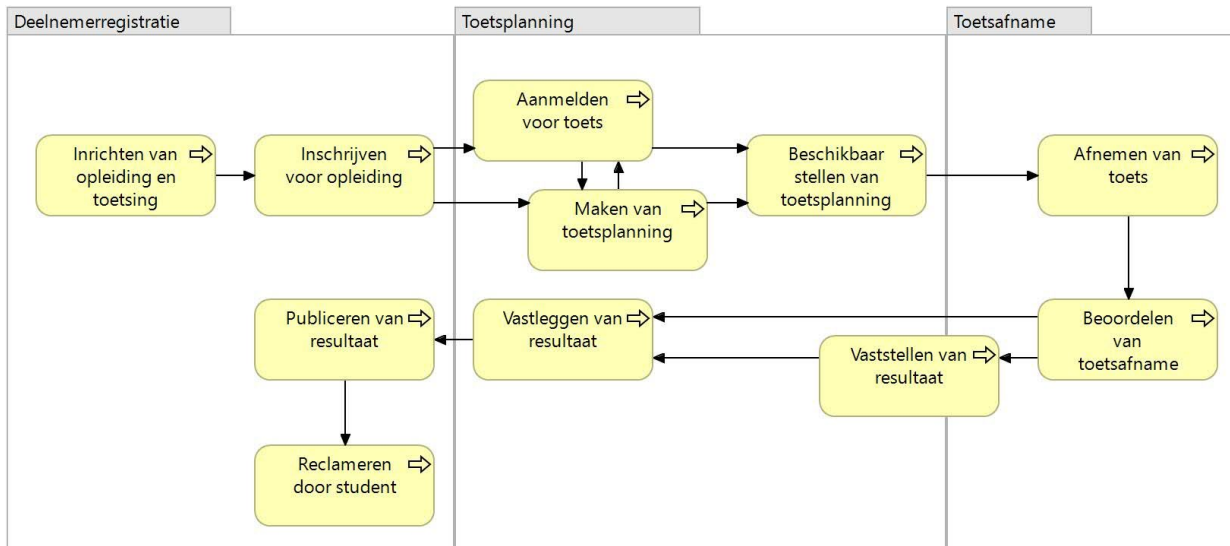 Deelnemerregistratie
Toetsplanning
Toetsafname
Inrichten van
opleiding en
toetsing
Inschrijven
voor opleiding
Aanmelden
voor toets
Maken van
toetsplanning
Beschikbaar
stellen van
toetsplanning
Afnemen van
toets
Publiceren van
resultaat
Vastleggen van
resultaat
Vaststellen van
resultaat
Beoordelen
van
toetsafname
Reclameren
door student